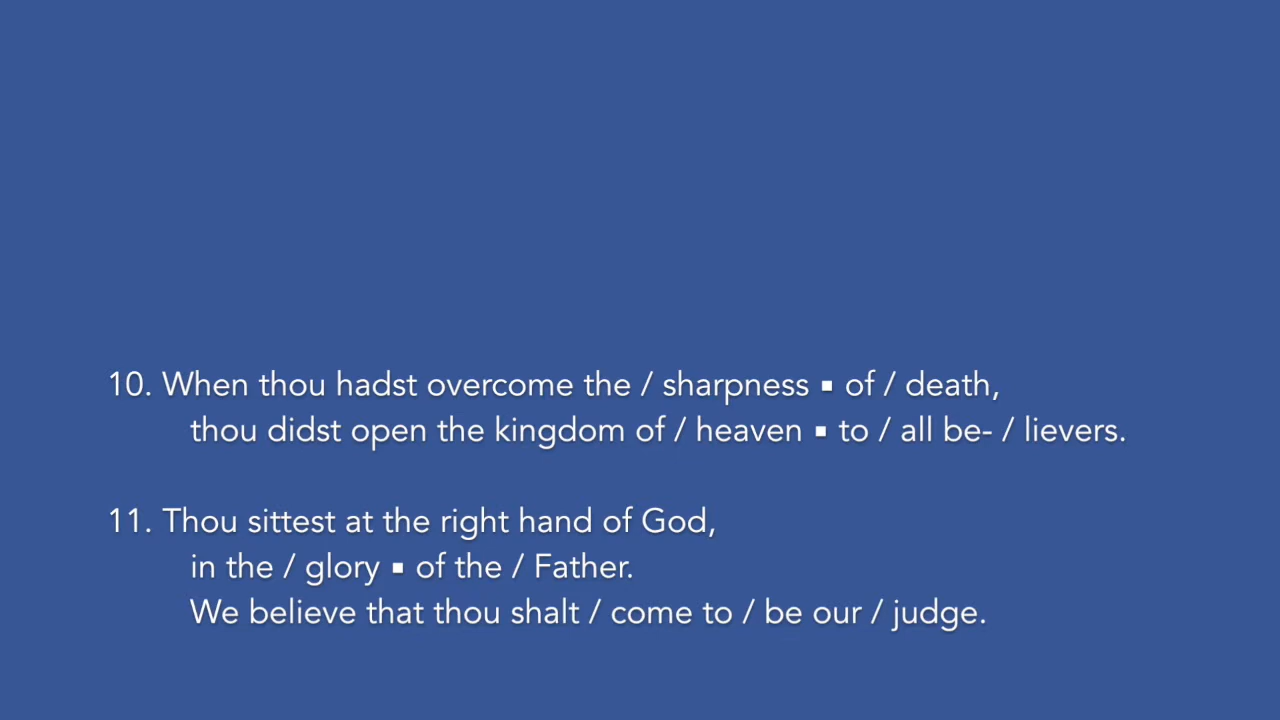 10. When thou hadst overcome the / sharpness ▪ of / death,
thou didst open the kingdom of / heaven ▪ to / all be- / lievers.
11. Thou sittest at the right hand of God,
in the / glory ▪ of the / Father.
We believe that thou shalt / come to / be our / judge.